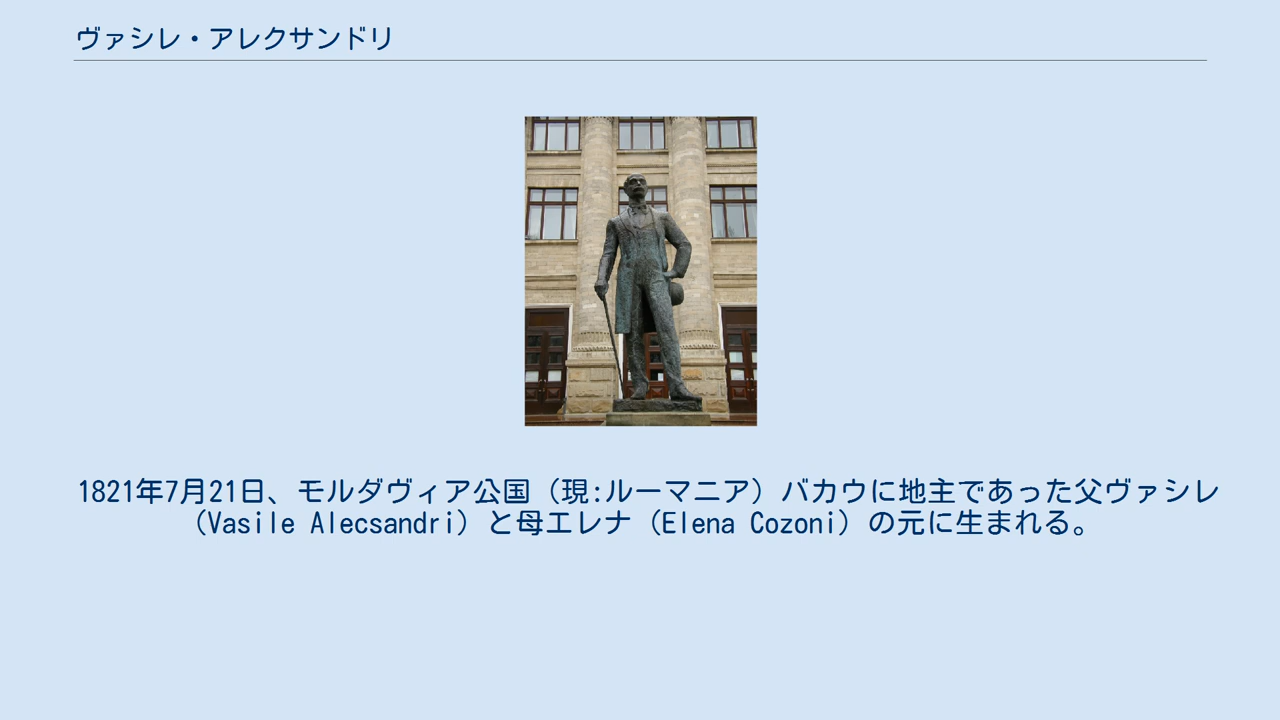 ヴァシレ・アレクサンドリ
1821年7月21日、モルダヴィア公国（現:ルーマニア）バカウに地主であった父ヴァシレ
（Vasile Alecsandri）と母エレナ（Elena Cozoni）の元に生まれる。